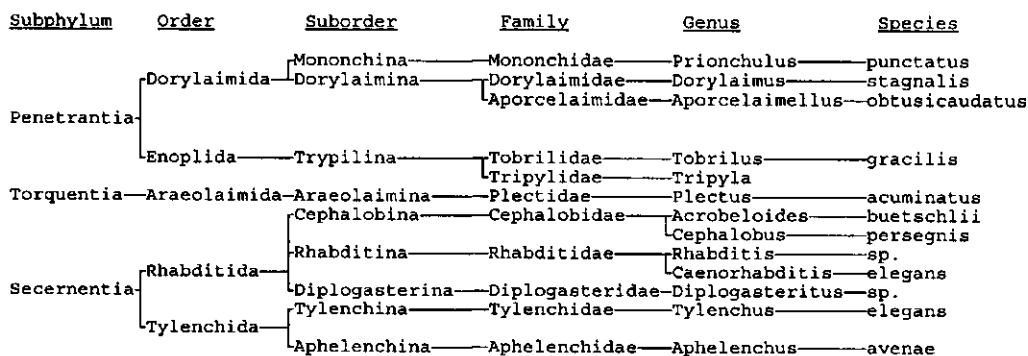 Subphylum Order Suborder Family Genus Species
Mononchina Mononchidae Prionchulus punctatus
Dorylaimida Dorylaimina Dorylaimidae Dorylaimus stagnalis
Aporcelaimidae Aporcelaimellus obtusicaudatus
Penetrantia
Enoplida Trypilina Tobrilidae Tobrilus gracilis
Tripylidae Tripyla
Torquentia Araeolaimida Araeolaimina Plectidae Plectus acuminatus
Cephalobina Cephalobidae Acrobeloides buetschlii
Cephalobus persegnis
Rhabditina Rhabditidae Rhabditis sp.
Rhabditida Caenorhabditis elegans
Secernentia Diplogasterina Diplogasteridae Diplogasteritus sp.
Tylenchina Tylenchidae Tylenchus elegans
Tylenchida
Aphelenchina Aphelenchidae Aphelenchus avenae